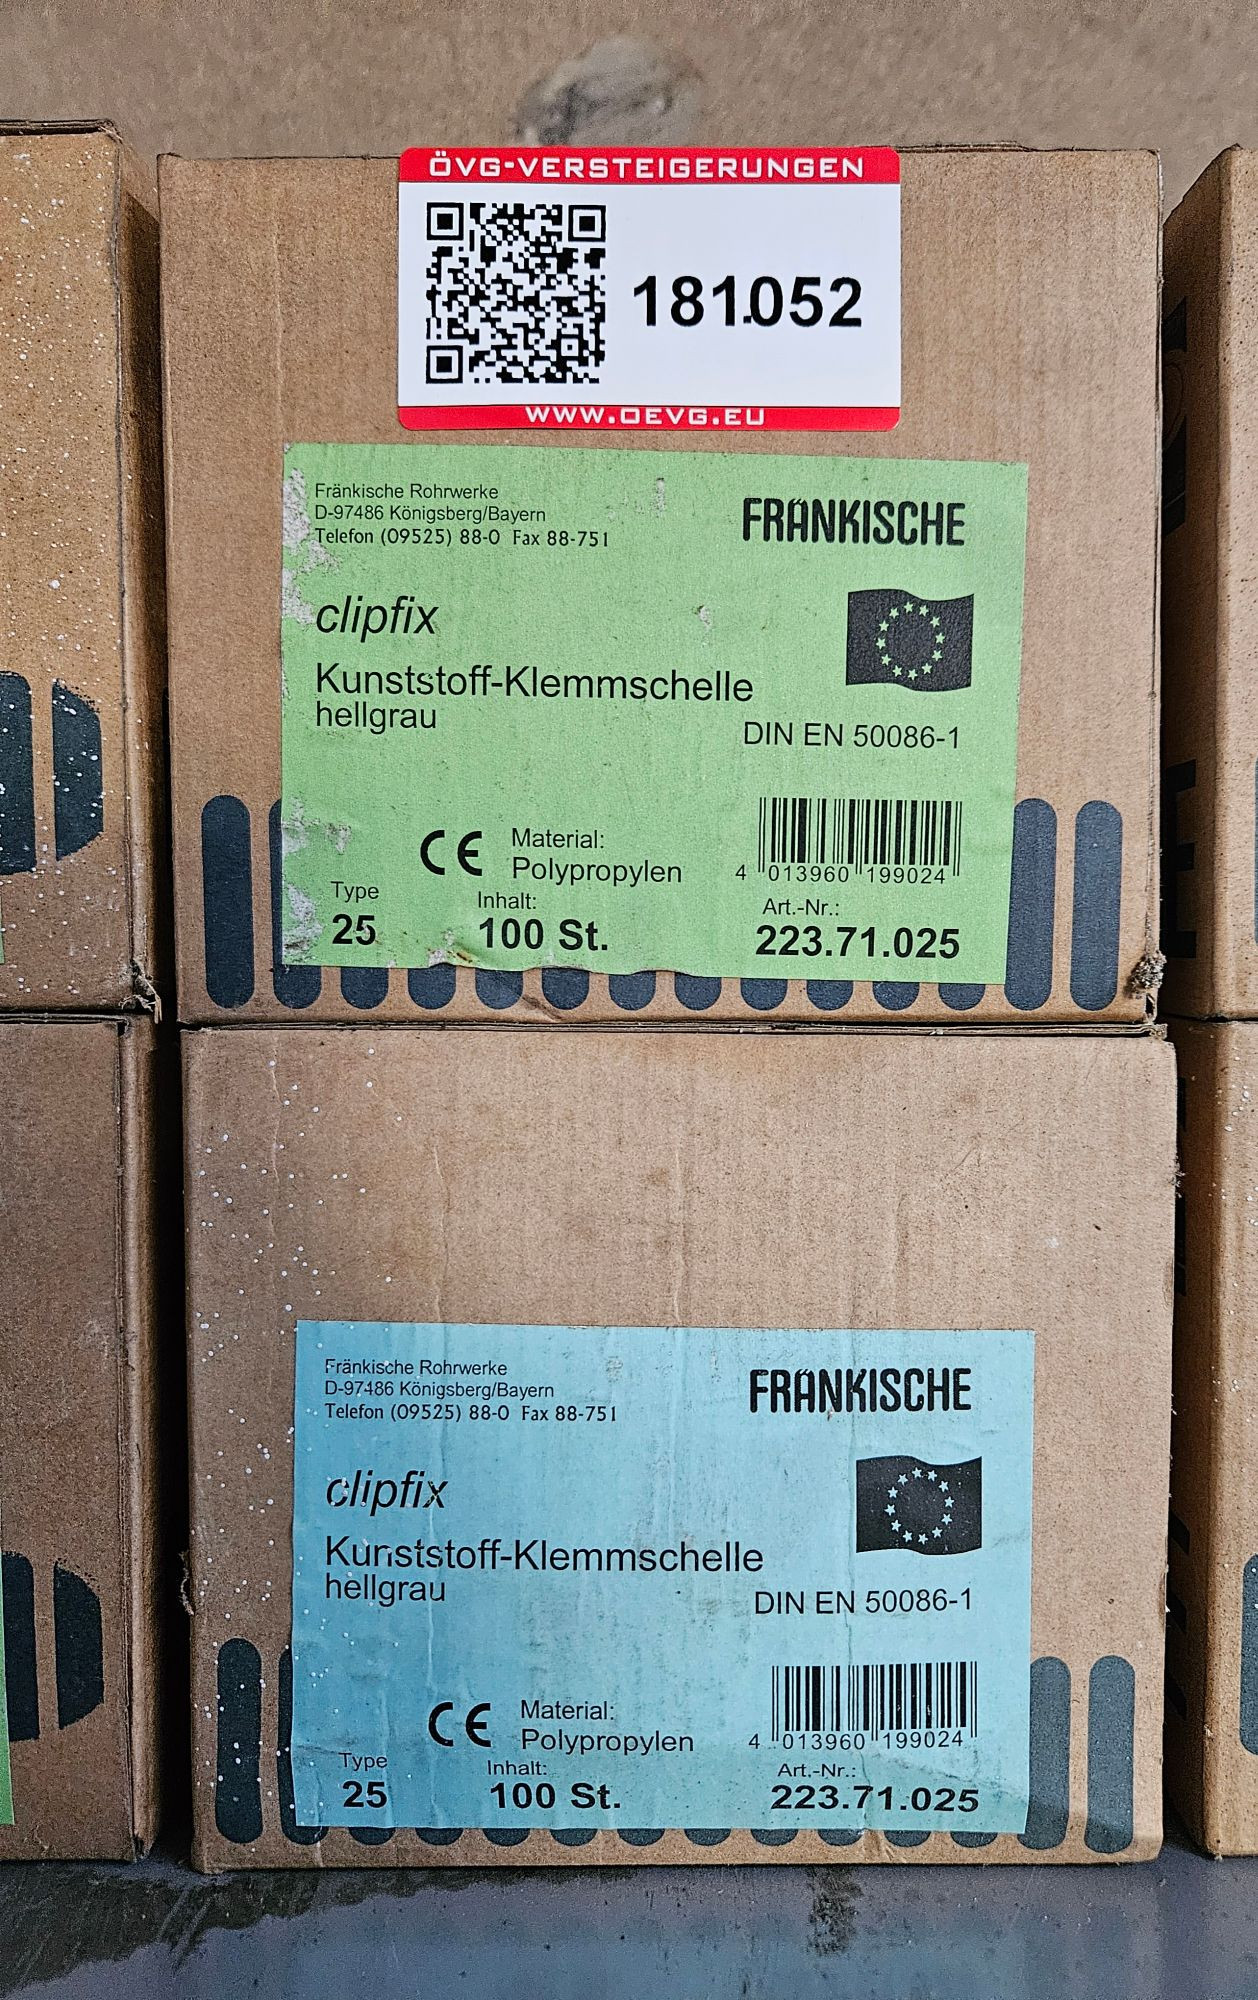 ÖVG-VERSTEIGERUNGEN
181.052
WWW.OEVG.EU
Fränkische Rohrwerke
D-97486 Königsberg/Bayern
Telefon (09525) 88-0 Fax 88-751
FRÄNKISCHE
clipfix
Kunststoff-Klemmschelle
hellgrau
DIN EN 50086-1
CE
Material:
Polypropylen
4 013960 199024
Type
25
Inhalt:
100 St.
Art.-Nr.:
223.71.025
Fränkische Rohrwerke
D-97486 Königsberg/Bayern
Telefon (09525) 88-0 Fax 88-751
FRÄNKISCHE
clipfix
Kunststoff-Klemmschelle
hellgrau
DIN EN 50086-1
CE
Material:
Polypropylen
4 013960 199024
Type
25
Inhalt:
100 St.
Art.-Nr.:
223.71.025